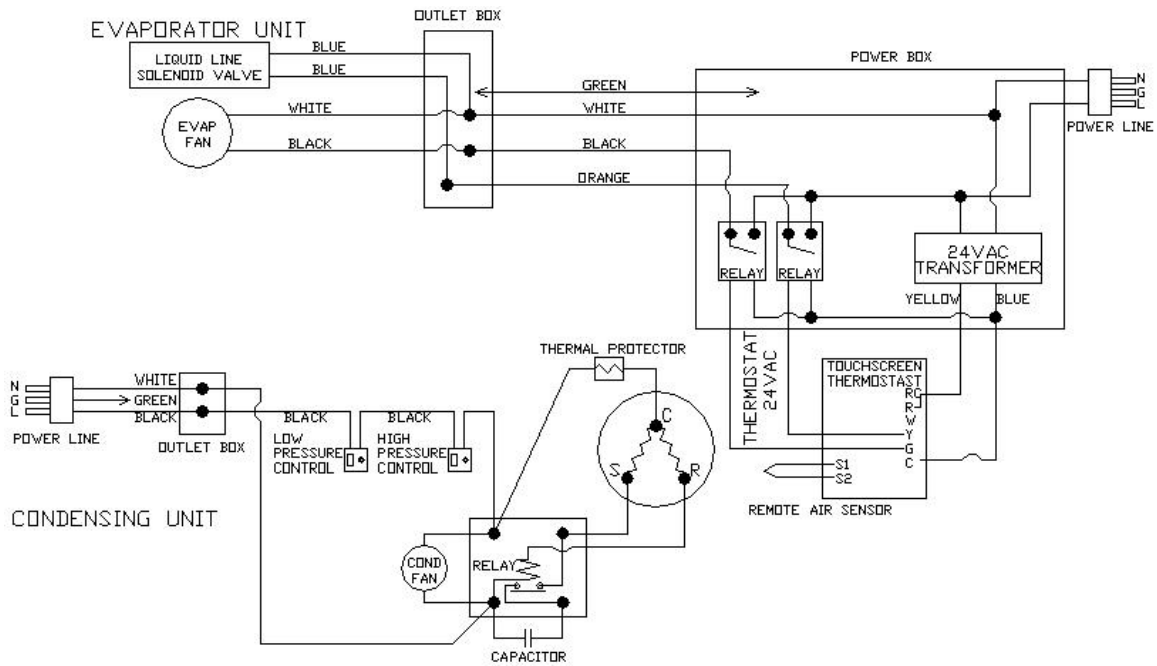 EVAPORATOR UNIT
OUTLET BOX
LIQUID LINE
SOLENOID VALVE
BLUE
BLUE
EVAP
FAN
WHITE
BLACK
GREEN
WHITE
BLACK
ORANGE
POWER BOX
N
G
L
POWER LINE
RELAY
RELAY
24VAC
TRANSFORMER
YELLOW
BLUE
THERMOSTAT
24VAC
TOUCHSCREEN
THERMOSTAST
RC
R
W
Y
G
C
S1
S2
REMOTE AIR SENSOR
THERMAL PROTECTOR
C
S
R
N
G
L
POWER LINE
WHITE
GREEN
BLACK
OUTLET BOX
BLACK
LOW
PRESSURE
CONTROL
BLACK
HIGH
PRESSURE
CONTROL
CONDENSING UNIT
COND
FAN
RELAY
CAPACITOR